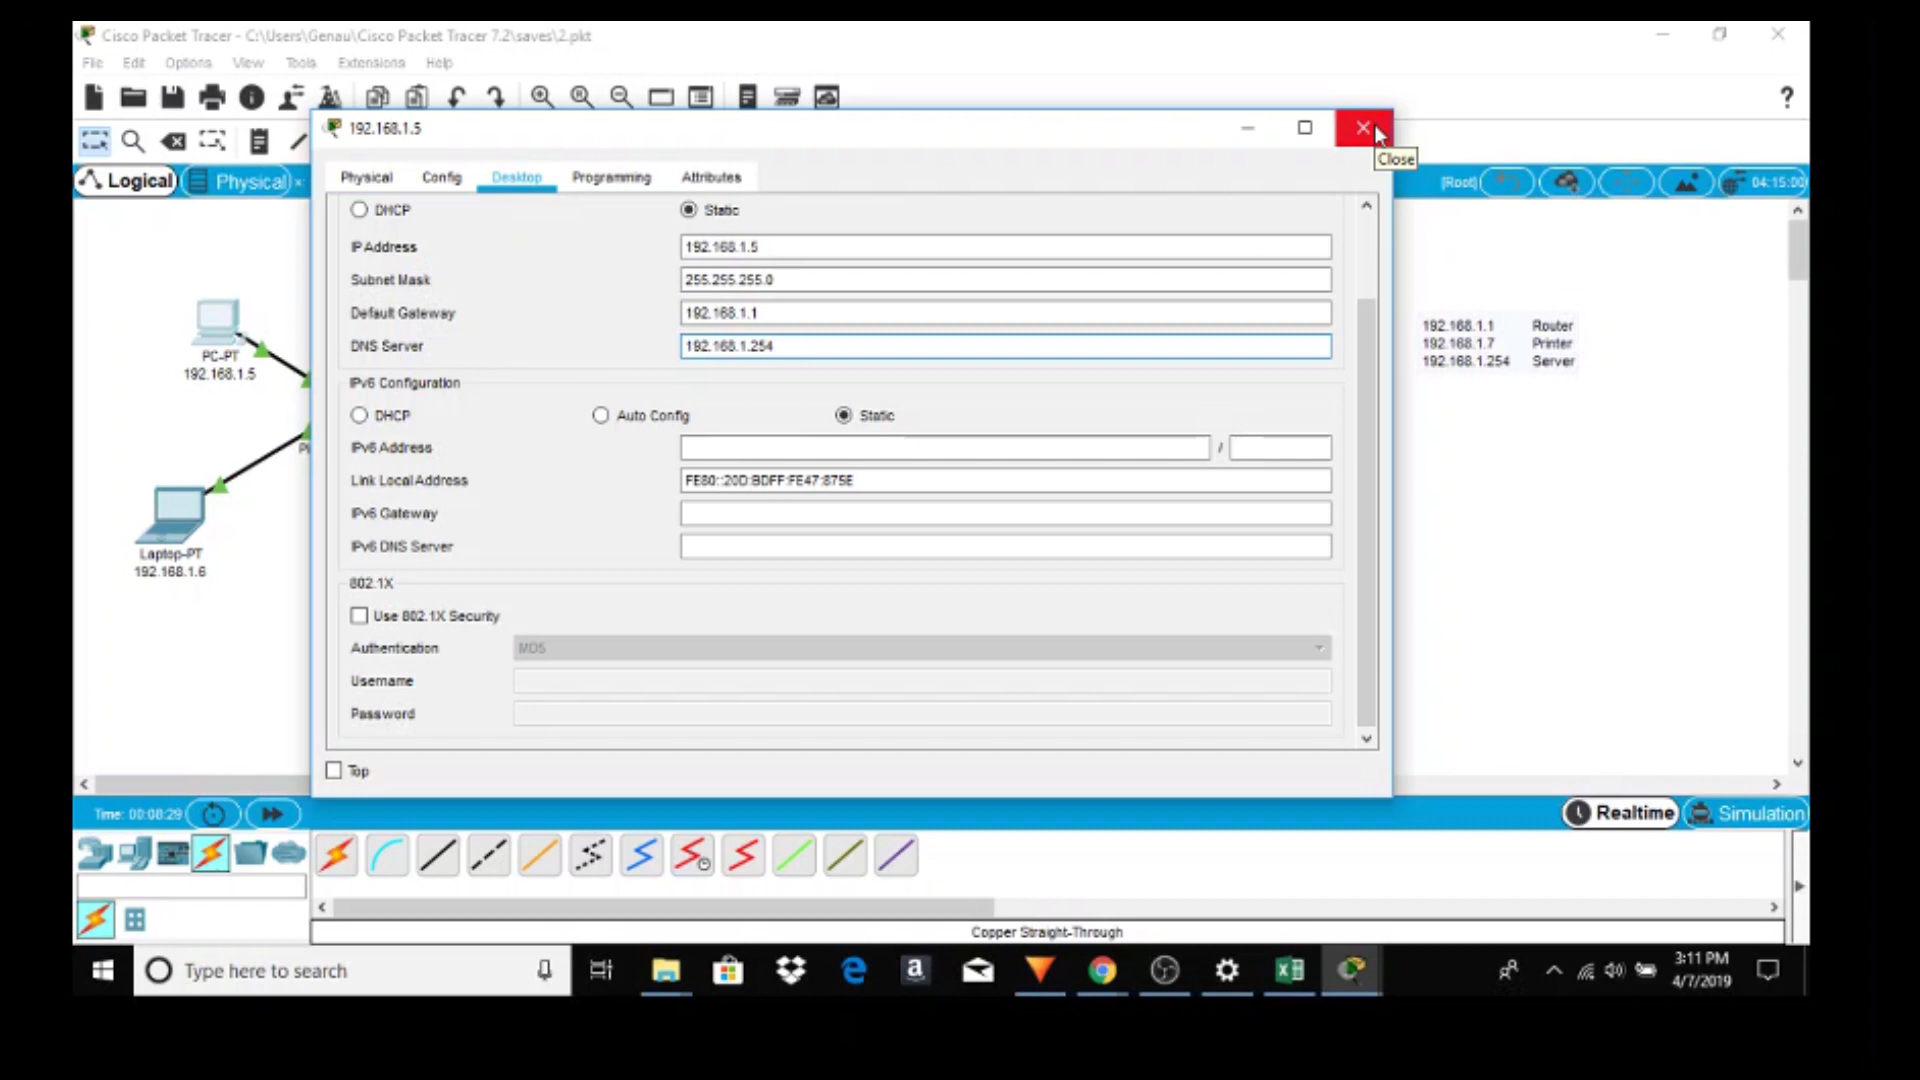 Cisco Packet Tracer - C:\Users\Genau\Cisco Packet Tracer 7.2\saves\2.pkt
File Edit Options View Tools Extensions Help
?
192.168.1.5
Close
Physical Config Desktop Programming Attributes
Logical Physical
[Root] 04:15:00
DHCP Static
IP Address 192.168.1.5
Subnet Mask 255.255.255.0
Default Gateway 192.168.1.1
DNS Server 192.168.1.254
IPv6 Configuration
DHCP Auto Config Static
IPv6 Address /
Link Local Address FE80::20D:BDFF:FE47:875E
IPv6 Gateway
IPv6 DNS Server
802.1X
Use 802.1X Security
Authentication MD5
Username
Password
Top
PC-PT
192.168.1.5
Laptop-PT
192.168.1.6
192.168.1.1 Router
192.168.1.7 Printer
192.168.1.254 Server
Time: 00:08:29
Realtime Simulation
Copper Straight-Through
Type here to search
3:11 PM
4/7/2019